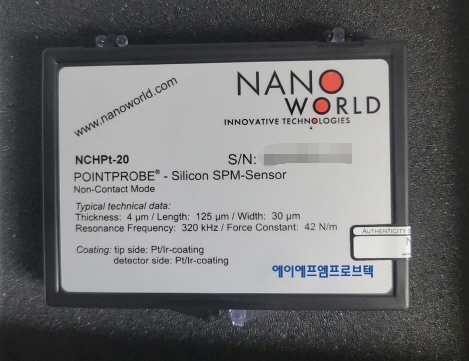 www.nanoworld.com
NANO
WORLD
INNOVATIVE TECHNOLOGIES
NCHPt-20 S/N:
POINTPROBE® - Silicon SPM-Sensor
Non-Contact Mode
Typical technical data:
Thickness: 4 µm / Length: 125 µm / Width: 30 µm
Resonance Frequency: 320 kHz / Force Constant: 42 N/m
AUTHENTICITY
Coating: tip side: Pt/Ir-coating
detector side: Pt/Ir-coating
에이에프엠프로브텍